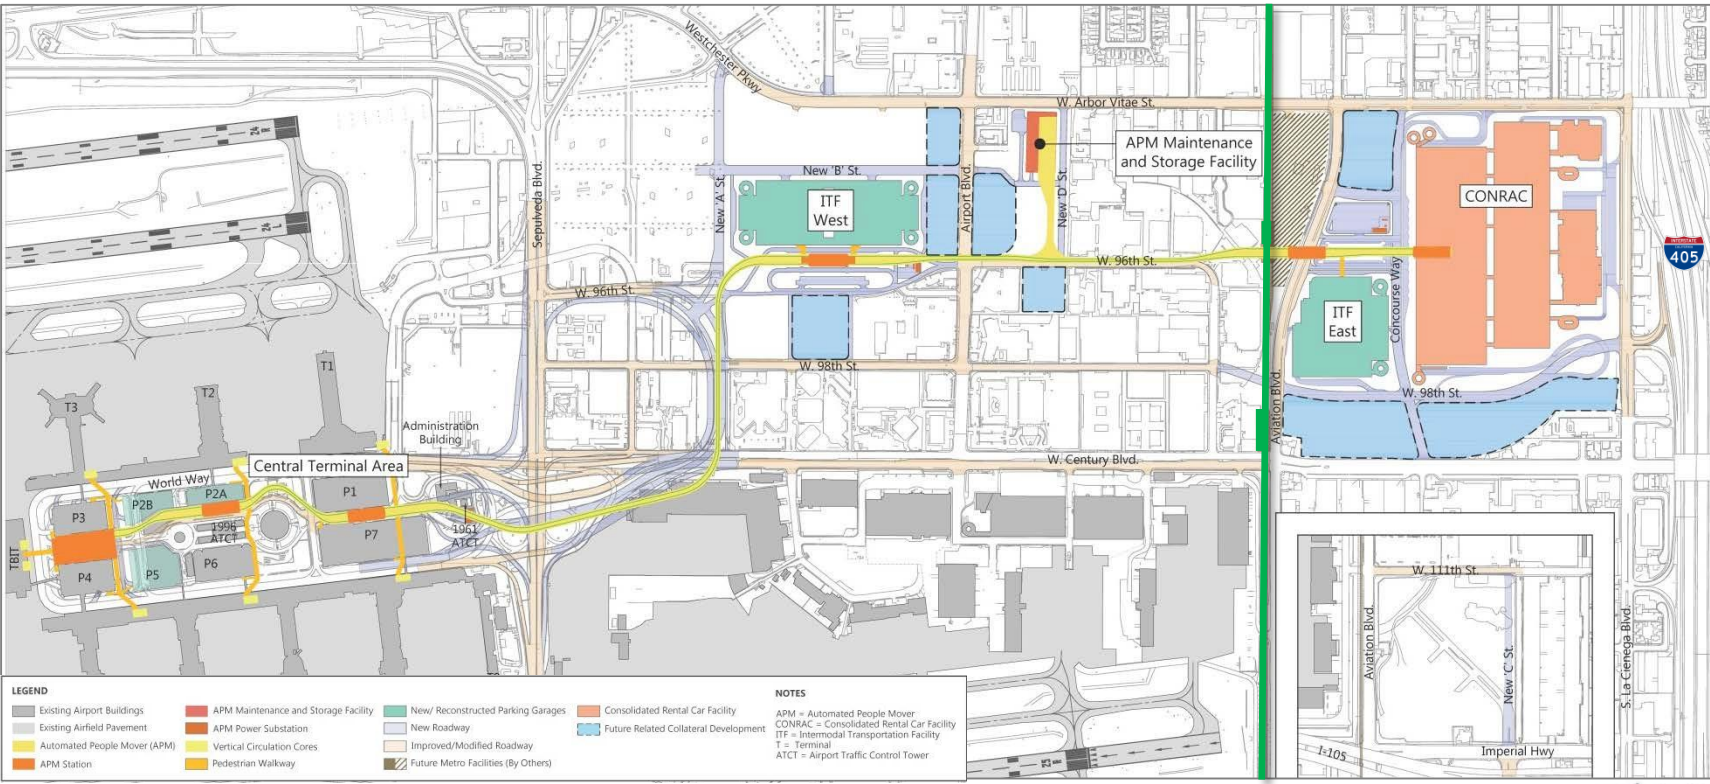 Westchester Pkwy
W. Arbor Vitae St.
APM Maintenance
and Storage Facility
New 'B' St.
ITF
West
New 'A' St.
Airport Blvd.
New 'D' St.
Sepulveda Blvd.
CONRAC
INTERSTATE
CALIFORNIA
405
W. 96th St.
W. 96th St.
Concourse Way
ITF
East
24
R
24
L
W. 98th St.
W. 98th St.
Aviation Blvd.
T1
T2
T3
Administration
Building
Central Terminal Area
W. Century Blvd.
World Way
P2A
P2B
P1
P3
1996
ATCT
1961
ATCT
P7
TBIT
P4
P5
P6
W. 111th St.
Aviation Blvd.
New 'C' St.
S. La Cienega Blvd.
I-105
Imperial Hwy
25
R
LEGEND
Existing Airport Buildings
Existing Airfield Pavement
Automated People Mover (APM)
APM Station
APM Maintenance and Storage Facility
APM Power Substation
Vertical Circulation Cores
Pedestrian Walkway
New/ Reconstructed Parking Garages
New Roadway
Improved/Modified Roadway
Future Metro Facilities (By Others)
Consolidated Rental Car Facility
Future Related Collateral Development
NOTES
APM = Automated People Mover
CONRAC = Consolidated Rental Car Facility
ITF = Intermodal Transportation Facility
T = Terminal
ATCT = Airport Traffic Control Tower